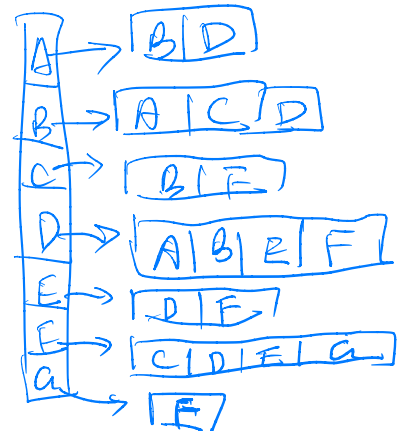 A B D
B A C D
C B F
D A B E F
E D F
F C D E G
G F